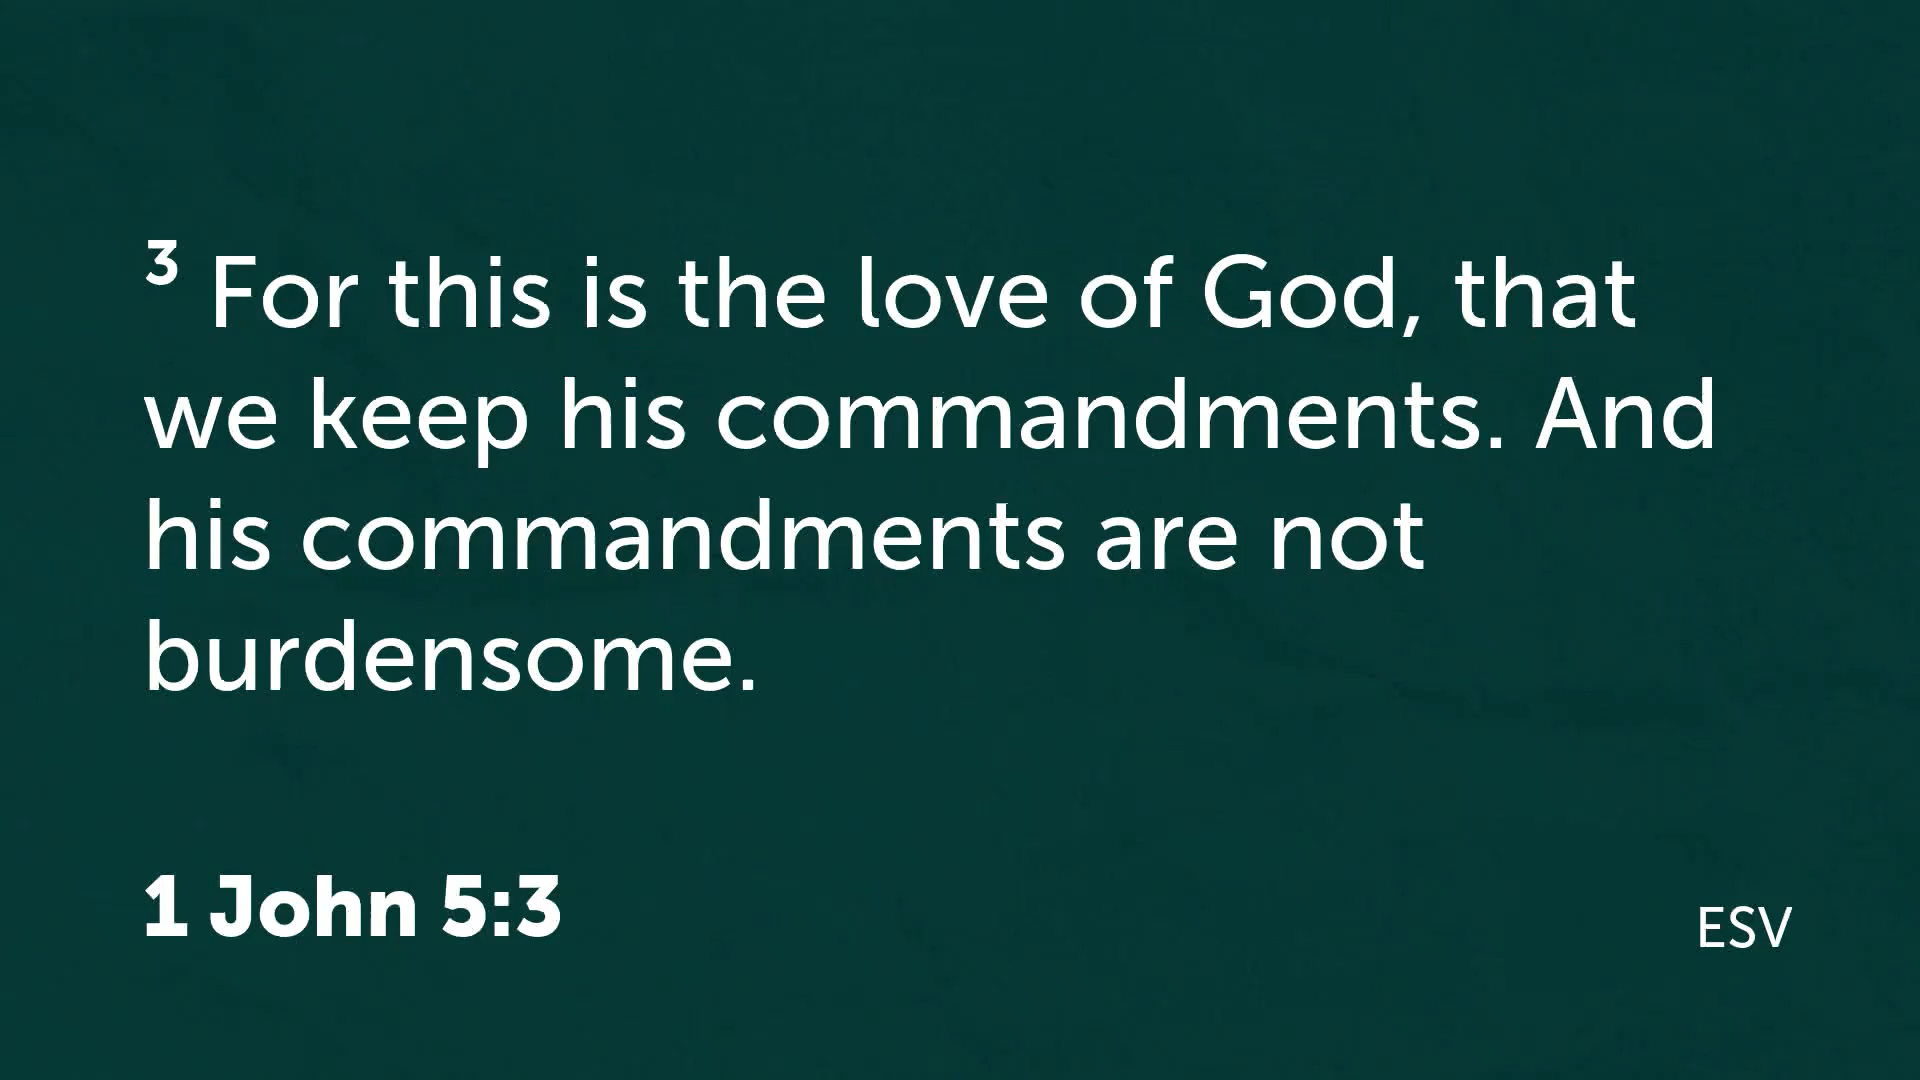 3 For this is the love of God, that
we keep his commandments. And
his commandments are not
burdensome.
1 John 5:3
ESV